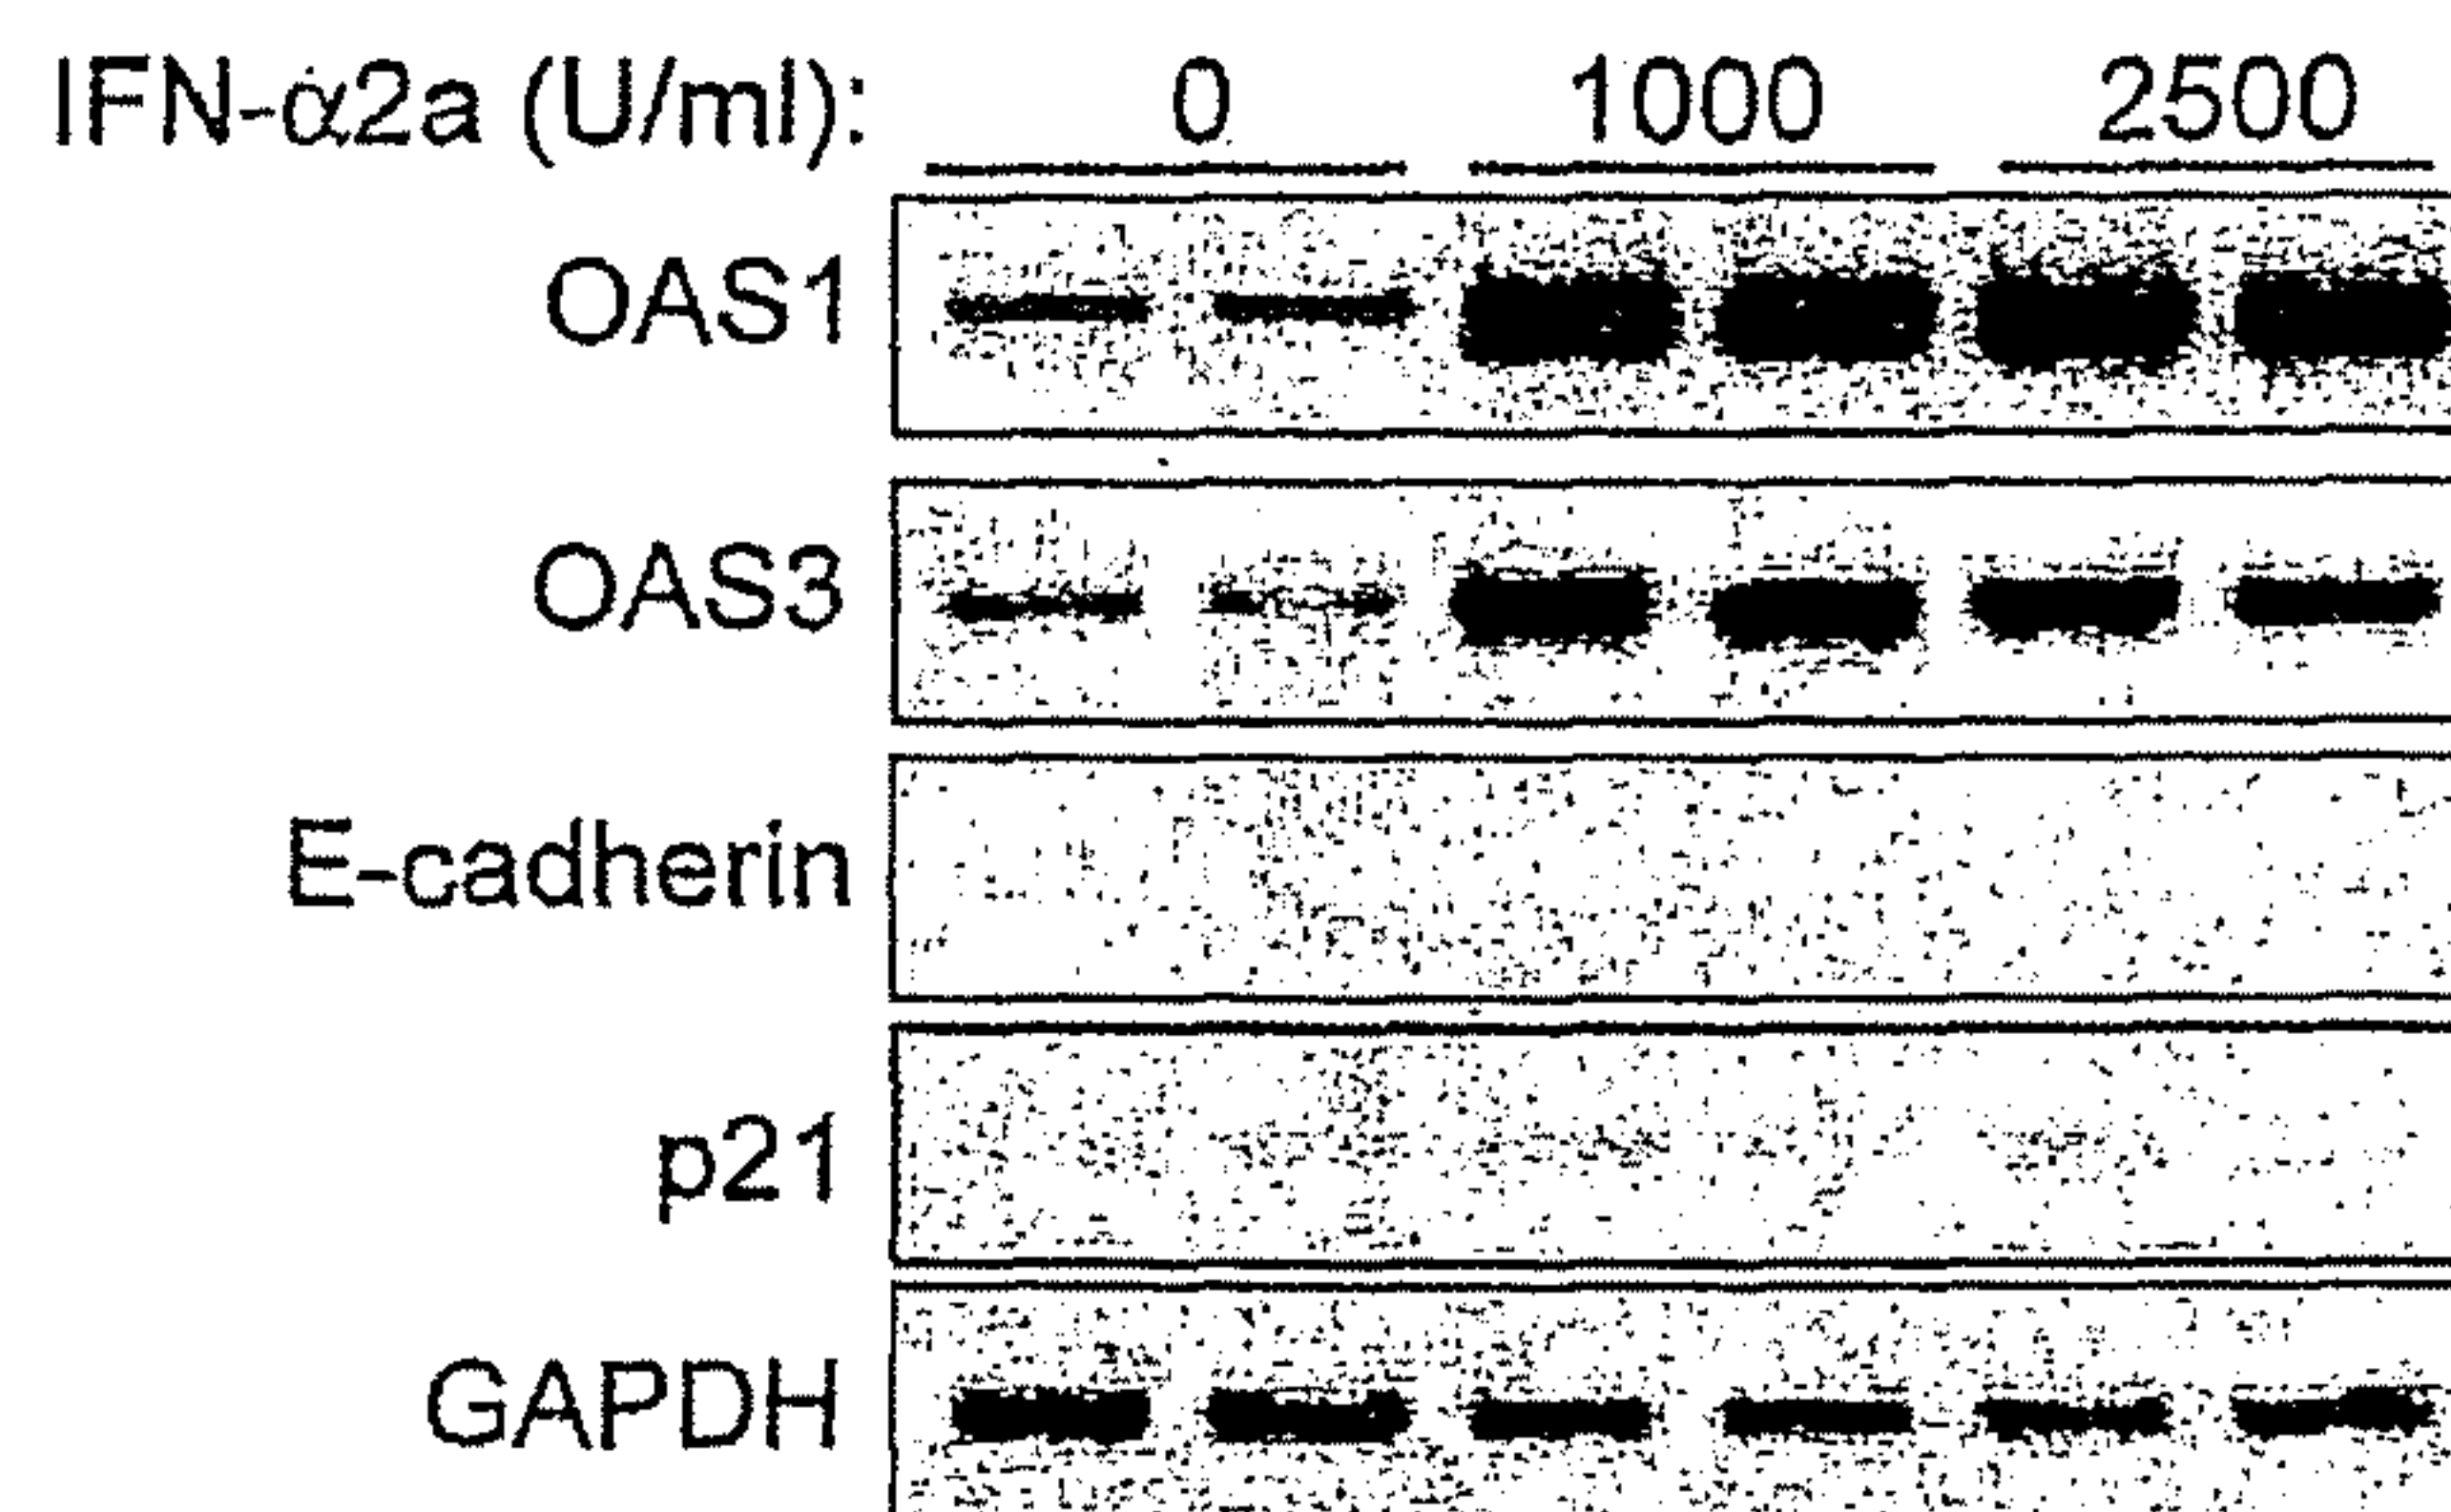 IFN-α2a (U/ml): 0 1000 2500
OAS1
OAS3
E-cadherin
p21
GAPDH